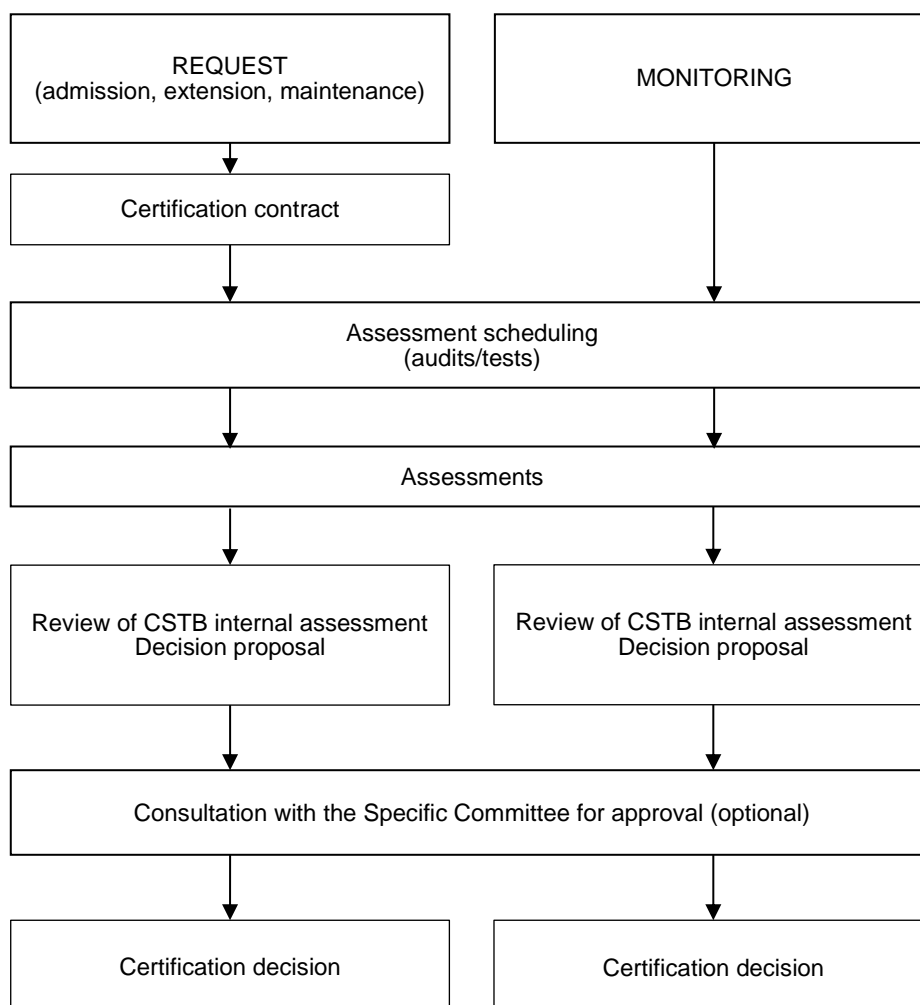 REQUEST
(admission, extension, maintenance)
MONITORING
Certification contract
Assessment scheduling
(audits/tests)
Assessments
Review of CSTB internal assessment
Decision proposal
Review of CSTB internal assessment
Decision proposal
Consultation with the Specific Committee for approval (optional)
Certification decision
Certification decision